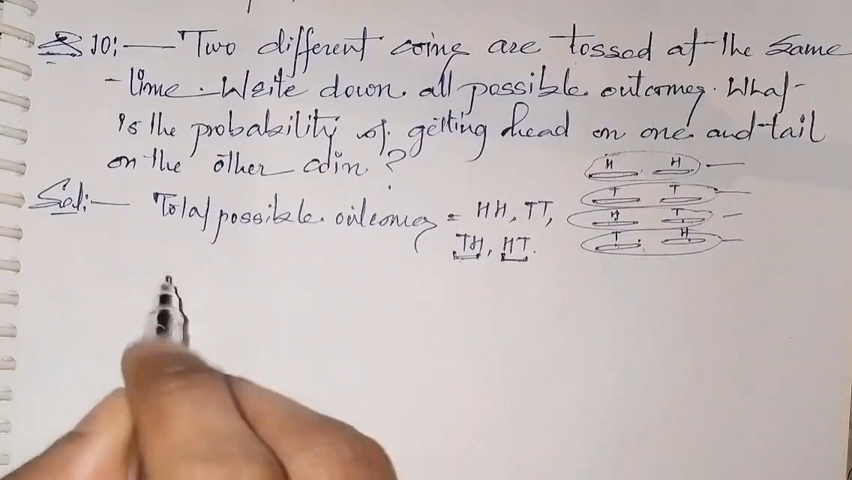 10:— Two different coins are tossed at the same
time. Write down all possible outcomes. What
is the probability of getting head on one and tail
on the other coin?
H H
T T
H T
T H
Sol:— Total possible outcomes = HH, TT,
TH, HT.